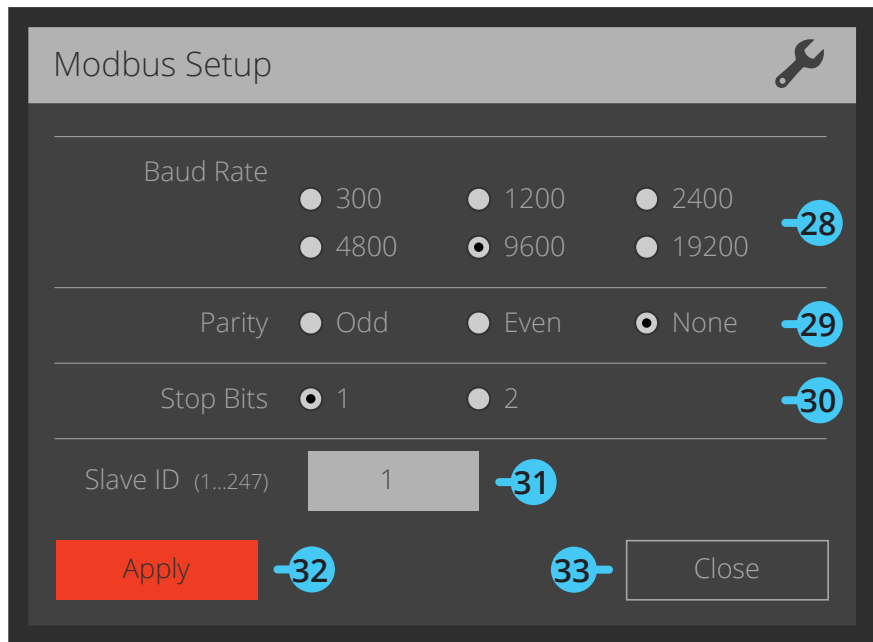 Modbus Setup
Baud Rate
300 1200 2400
28
4800 9600 19200
Parity Odd Even None 29
Stop Bits 1 2 30
Slave ID (1...247) 1 31
Apply 32 33 Close